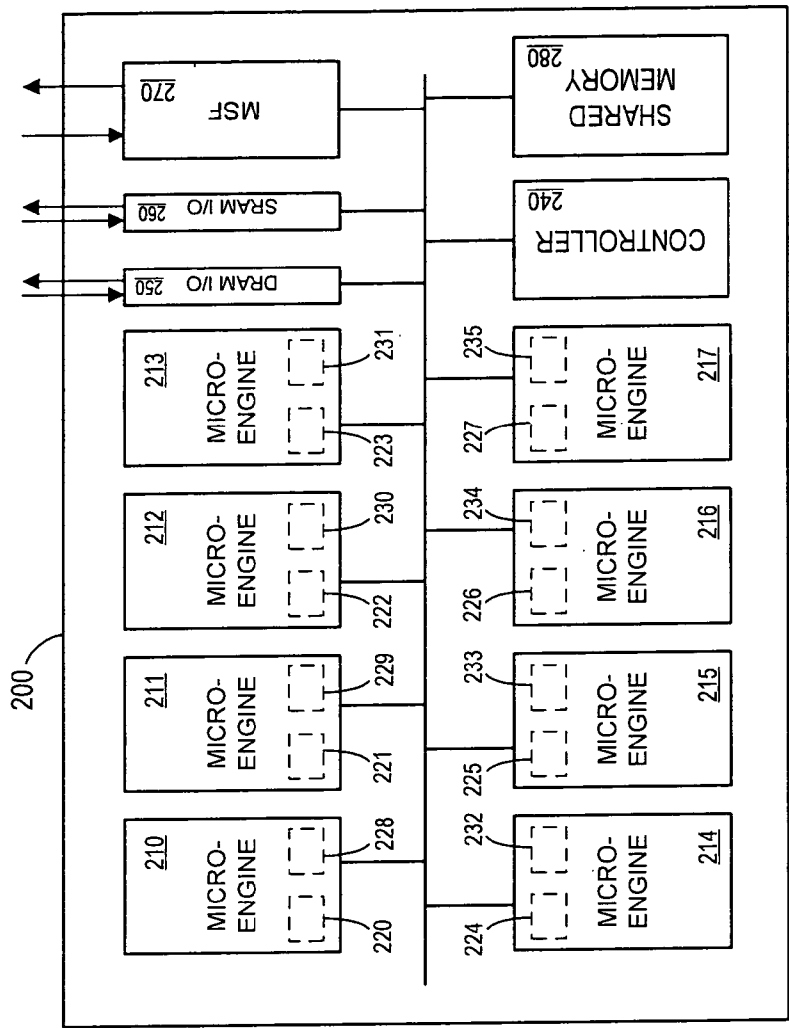 200
210
MICRO-
ENGINE
220
228
211
MICRO-
ENGINE
221
229
212
MICRO-
ENGINE
222
230
213
MICRO-
ENGINE
223
231
250
DRAM I/O
260
SRAM I/O
270
MSF
224
232
MICRO-
ENGINE
214
225
233
MICRO-
ENGINE
215
226
234
MICRO-
ENGINE
216
227
235
MICRO-
ENGINE
217
240
CONTROLLER
280
SHARED
MEMORY